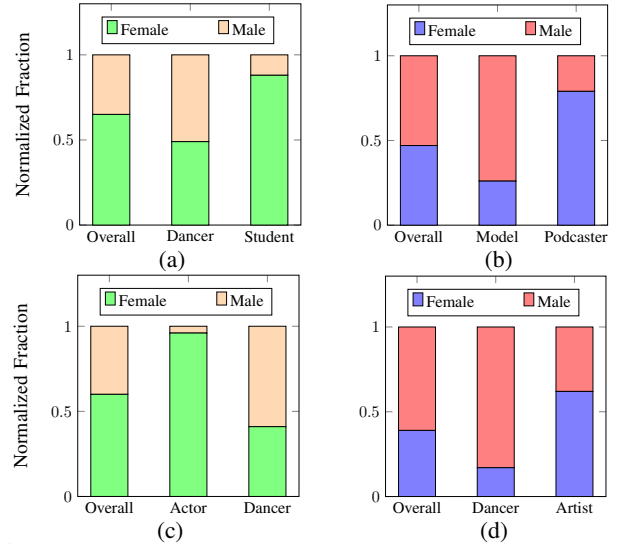 Female Male
Normalized Fraction
1
0.5
0
Overall Dancer Student
(a)
Female Male
1
0.5
0
Overall Model Podcaster
(b)
Female Male
Normalized Fraction
1
0.5
0
Overall Actor Dancer
(c)
Female Male
1
0.5
0
Overall Dancer Artist
(d)